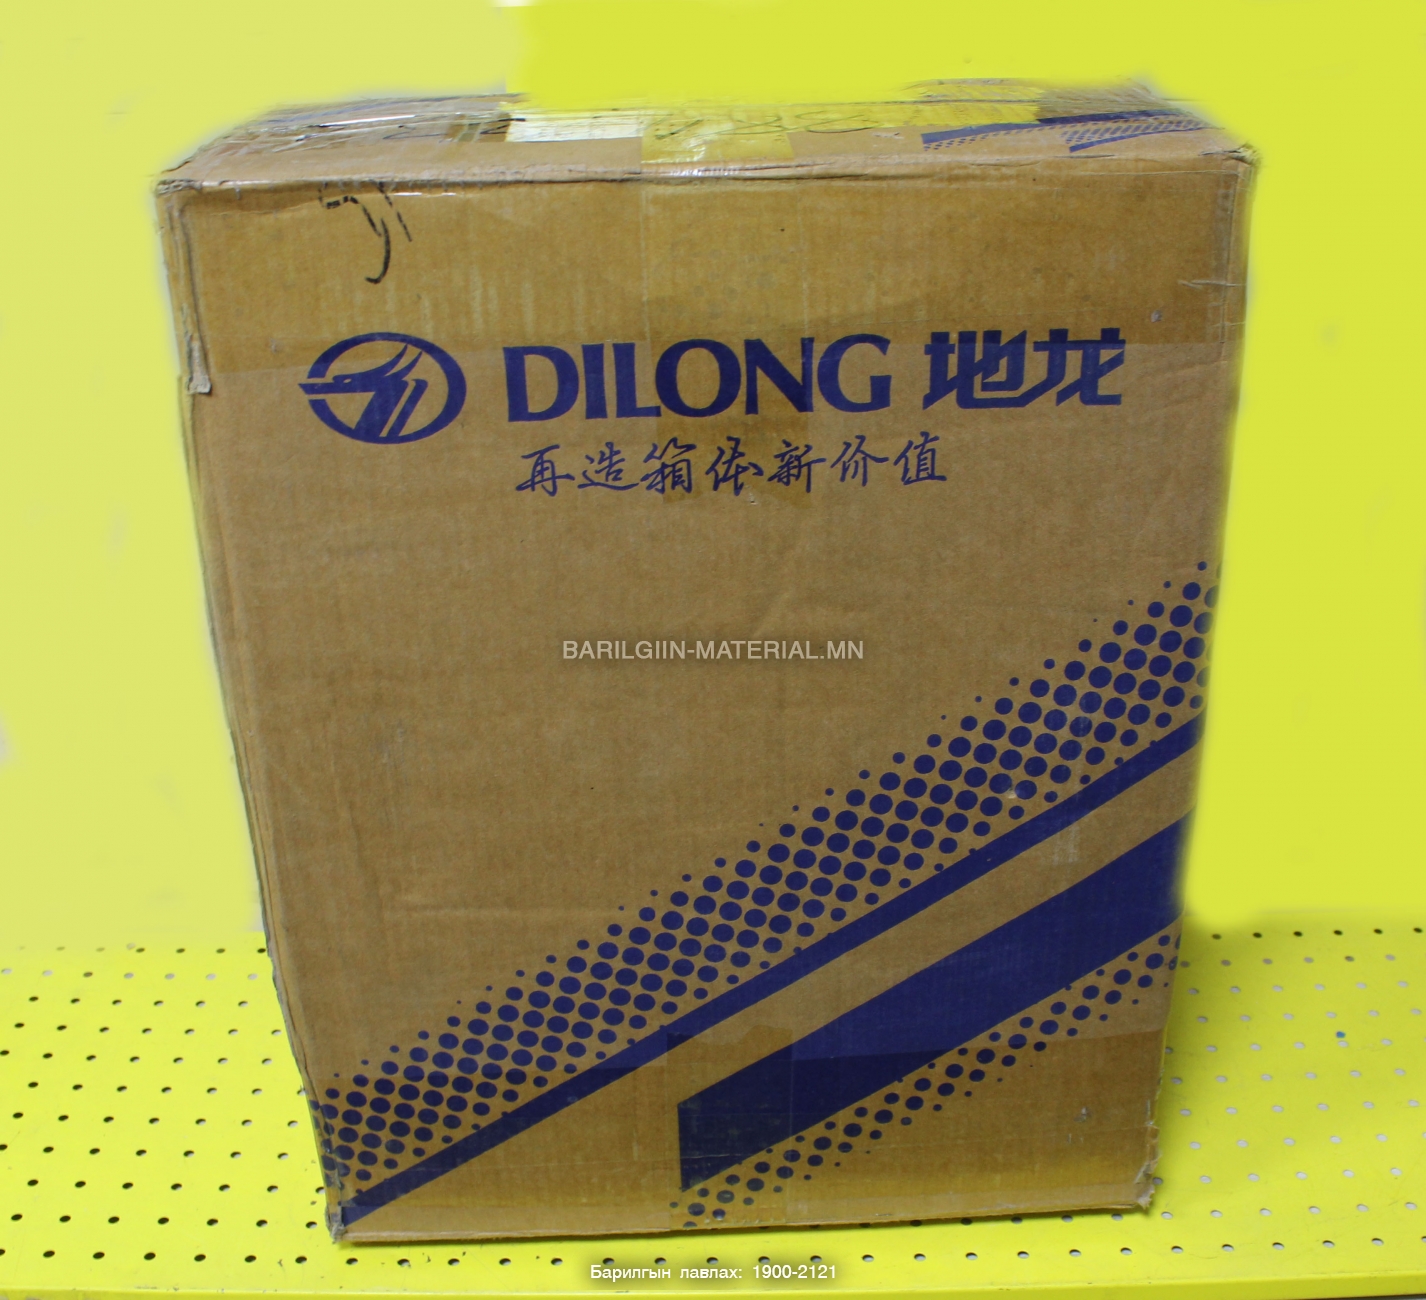 DILONG 地龙
再造箱体新价值
BARILGIIN-MATERIAL.MN
Барилгын лавлах: 1900-2121